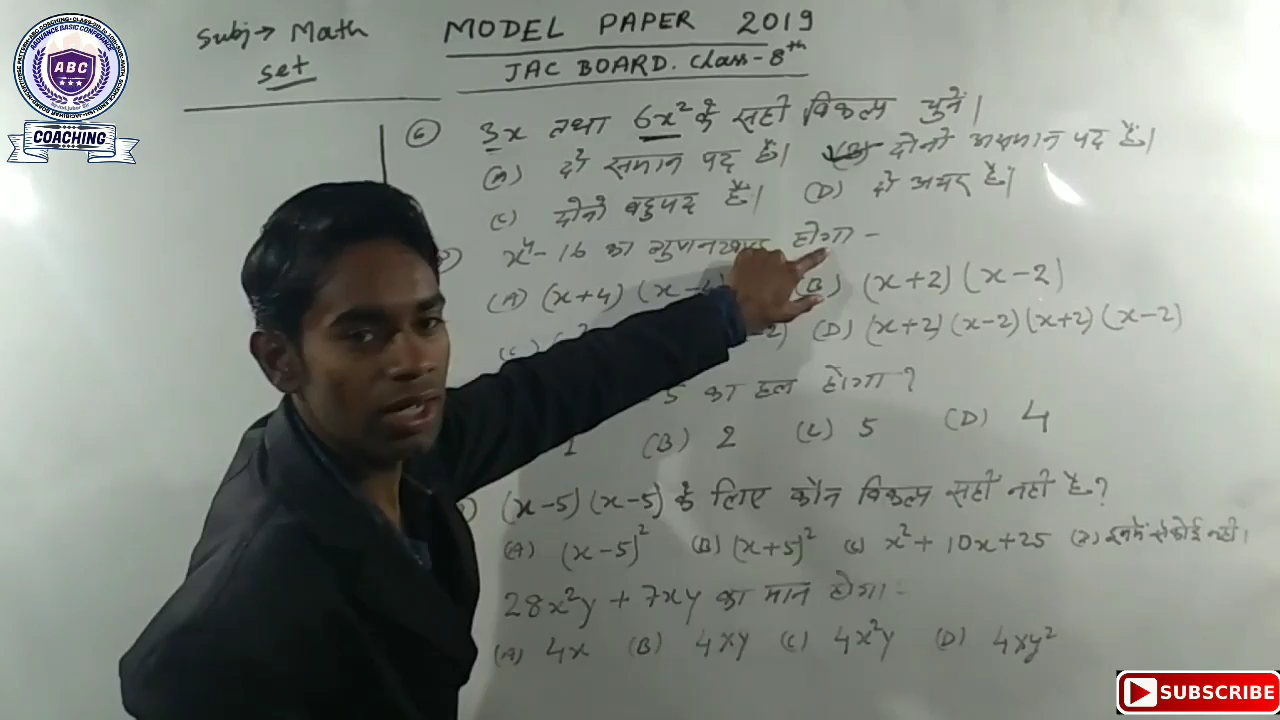 Subj→ Math
set
MODEL PAPER 2019
JAC BOARD. Class-8th
ABC
COACHING
6) 3x तथा 6x² के सही विकल्प चुनें।
(A) दो समान पद हैं। (B) दोनो असमान पद हैं।
(C) दोनो बहुपद हैं। (D) दो अपद हैं।
x⁴-16 का गुणनखण्ड होगा -
(A) (x+4) (x-4) (B) (x+2) (x-2)
(C) -2) (D) (x+2) (x-2) (x+2) (x-2)
5 का हल होगा ?
1 (B) 2 (C) 5 (D) 4
(x-5) (x-5) के लिए कौन विकल्प सही नहीं है?
(A) (x-5)² (B) (x+5)² (C) x²+10x+25 (D) इनमें से कोई नहीं।
28x²y + 7xy का मान होगा:-
(A) 4x (B) 4xy (C) 4x²y (D) 4xy²
SUBSCRIBE